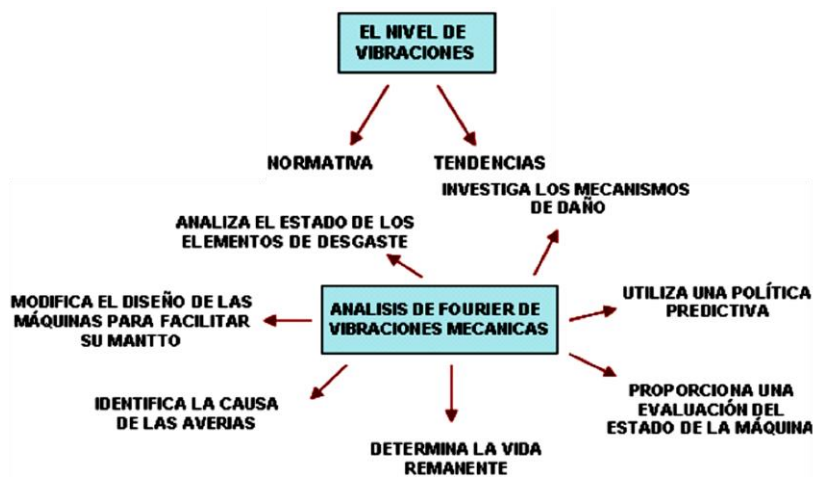 EL NIVEL DE
VIBRACIONES
NORMATIVA
TENDENCIAS
INVESTIGA LOS MECANISMOS
DE DAÑO
ANALIZA EL ESTADO DE LOS
ELEMENTOS DE DESGASTE
MODIFICA EL DISEÑO DE LAS
MÁQUINAS PARA FACILITAR
SU MANTTO
ANALISIS DE FOURIER DE
VIBRACIONES MECANICAS
UTILIZA UNA POLÍTICA
PREDICTIVA
IDENTIFICA LA CAUSA
DE LAS AVERIAS
DETERMINA LA VIDA
REMANENTE
PROPORCIONA UNA
EVALUACIÓN DEL
ESTADO DE LA MÁQUINA